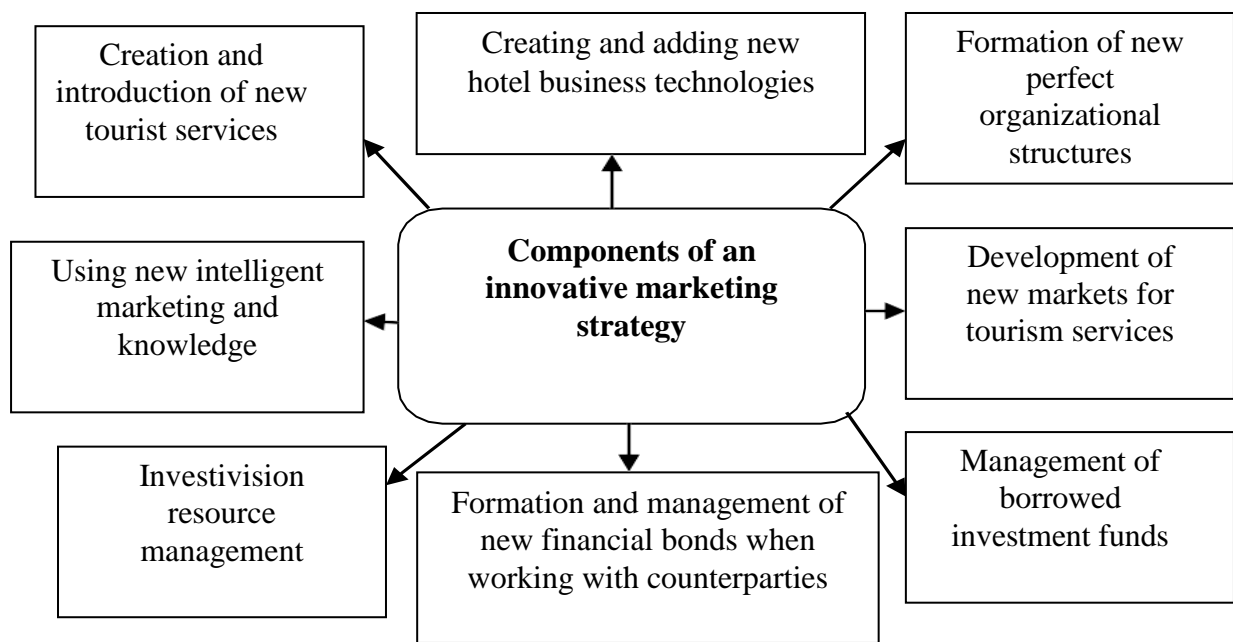 Creation and
introduction of new
tourist services
Creating and adding new
hotel business technologies
Formation of new
perfect
organizational
structures
Using new intelligent
marketing and
knowledge
Components of an
innovative marketing
strategy
Development of
new markets for
tourism services
Investivision
resource
management
Formation and management of
new financial bonds when
working with counterparties
Management of
borrowed
investment funds